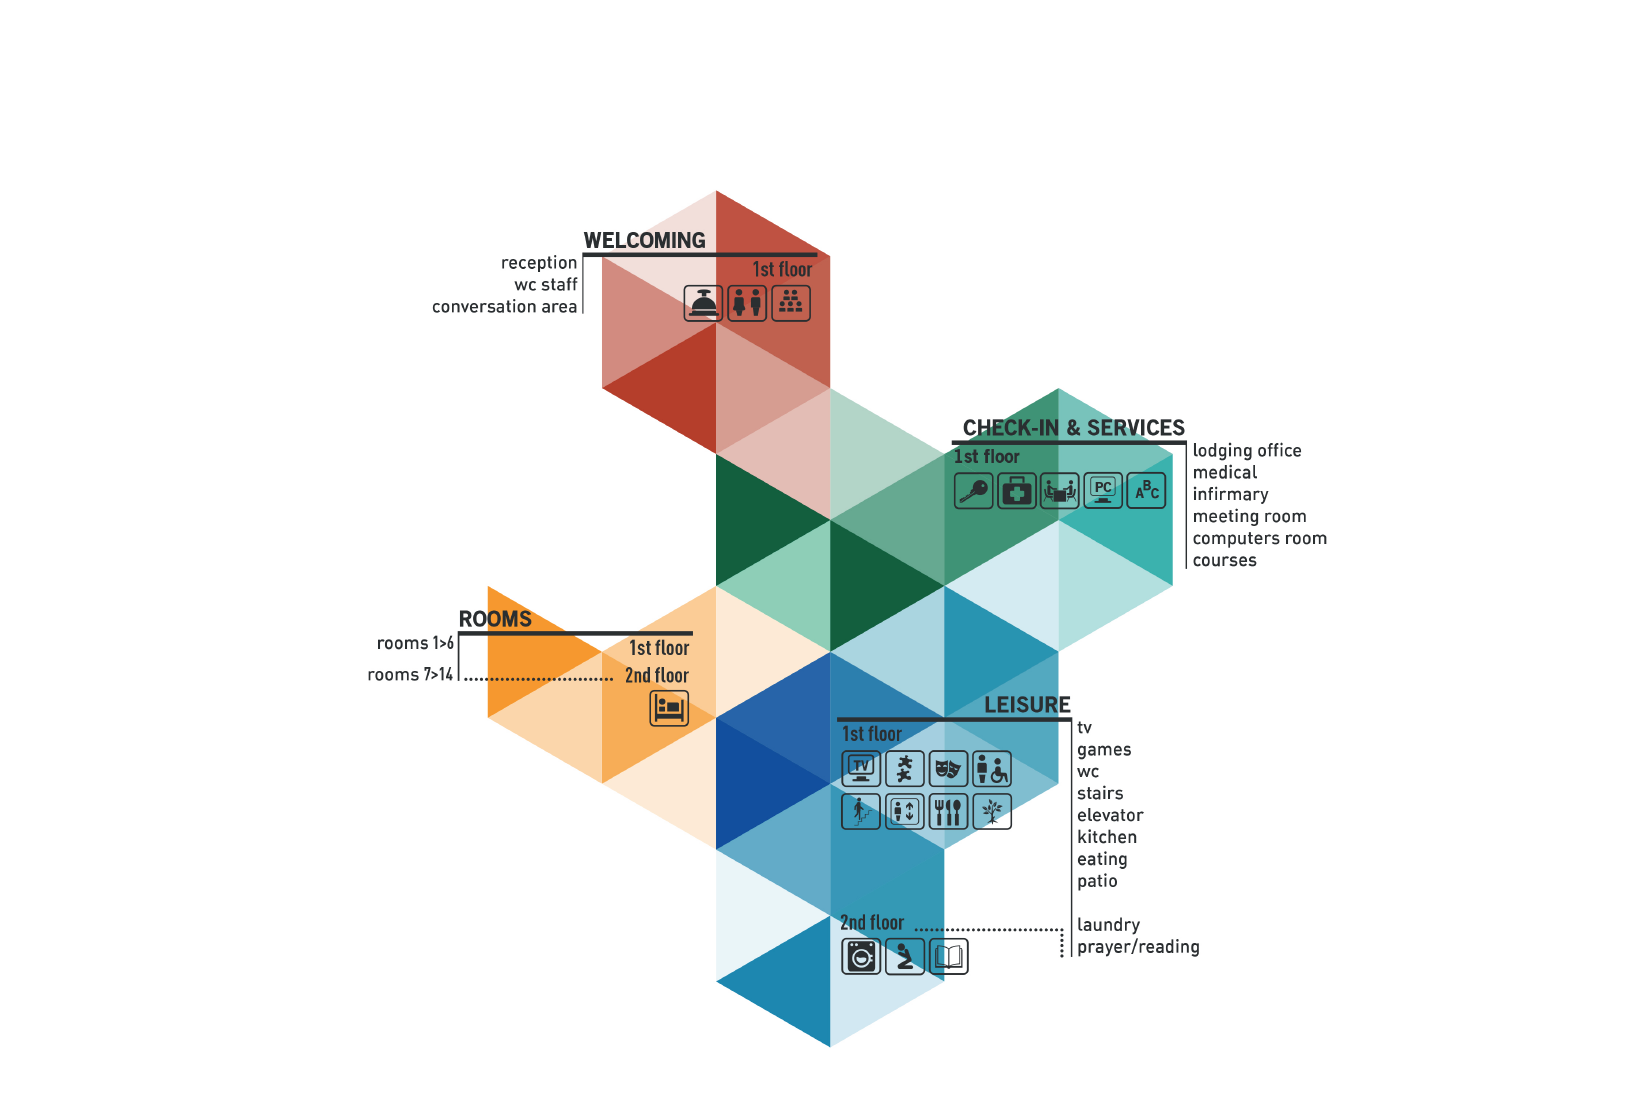 WELCOMING
reception
wc staff
conversation area
1st floor
CHECK-IN & SERVICES
1st floor
PC
A B C
lodging office
medical
infirmary
meeting room
computers room
courses
ROOMS
rooms 1>6
1st floor
rooms 7>14
2nd floor
LEISURE
1st floor
TV
tv
games
wc
stairs
elevator
kitchen
eating
patio
2nd floor
laundry
prayer/reading